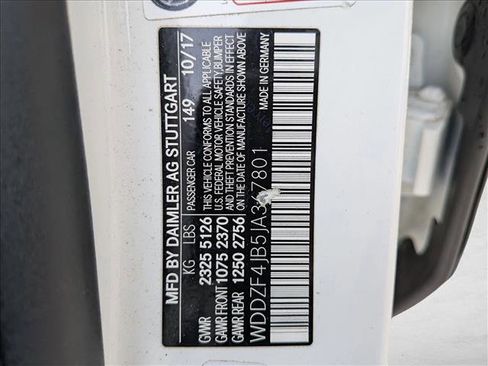 MFD BY DAIMLER AG STUTTGART
PASSENGER CAR 149 10/17
KG LBS
GVWR 2325 5126
GAWR FRONT 1075 2370
GAWR REAR 1250 2756
THIS VEHICLE CONFORMS TO ALL APPLICABLE
U.S. FEDERAL MOTOR VEHICLE SAFETY, BUMPER
AND THEFT PREVENTION STANDARDS IN EFFECT
ON THE DATE OF MANUFACTURE SHOWN ABOVE
MADE IN GERMANY